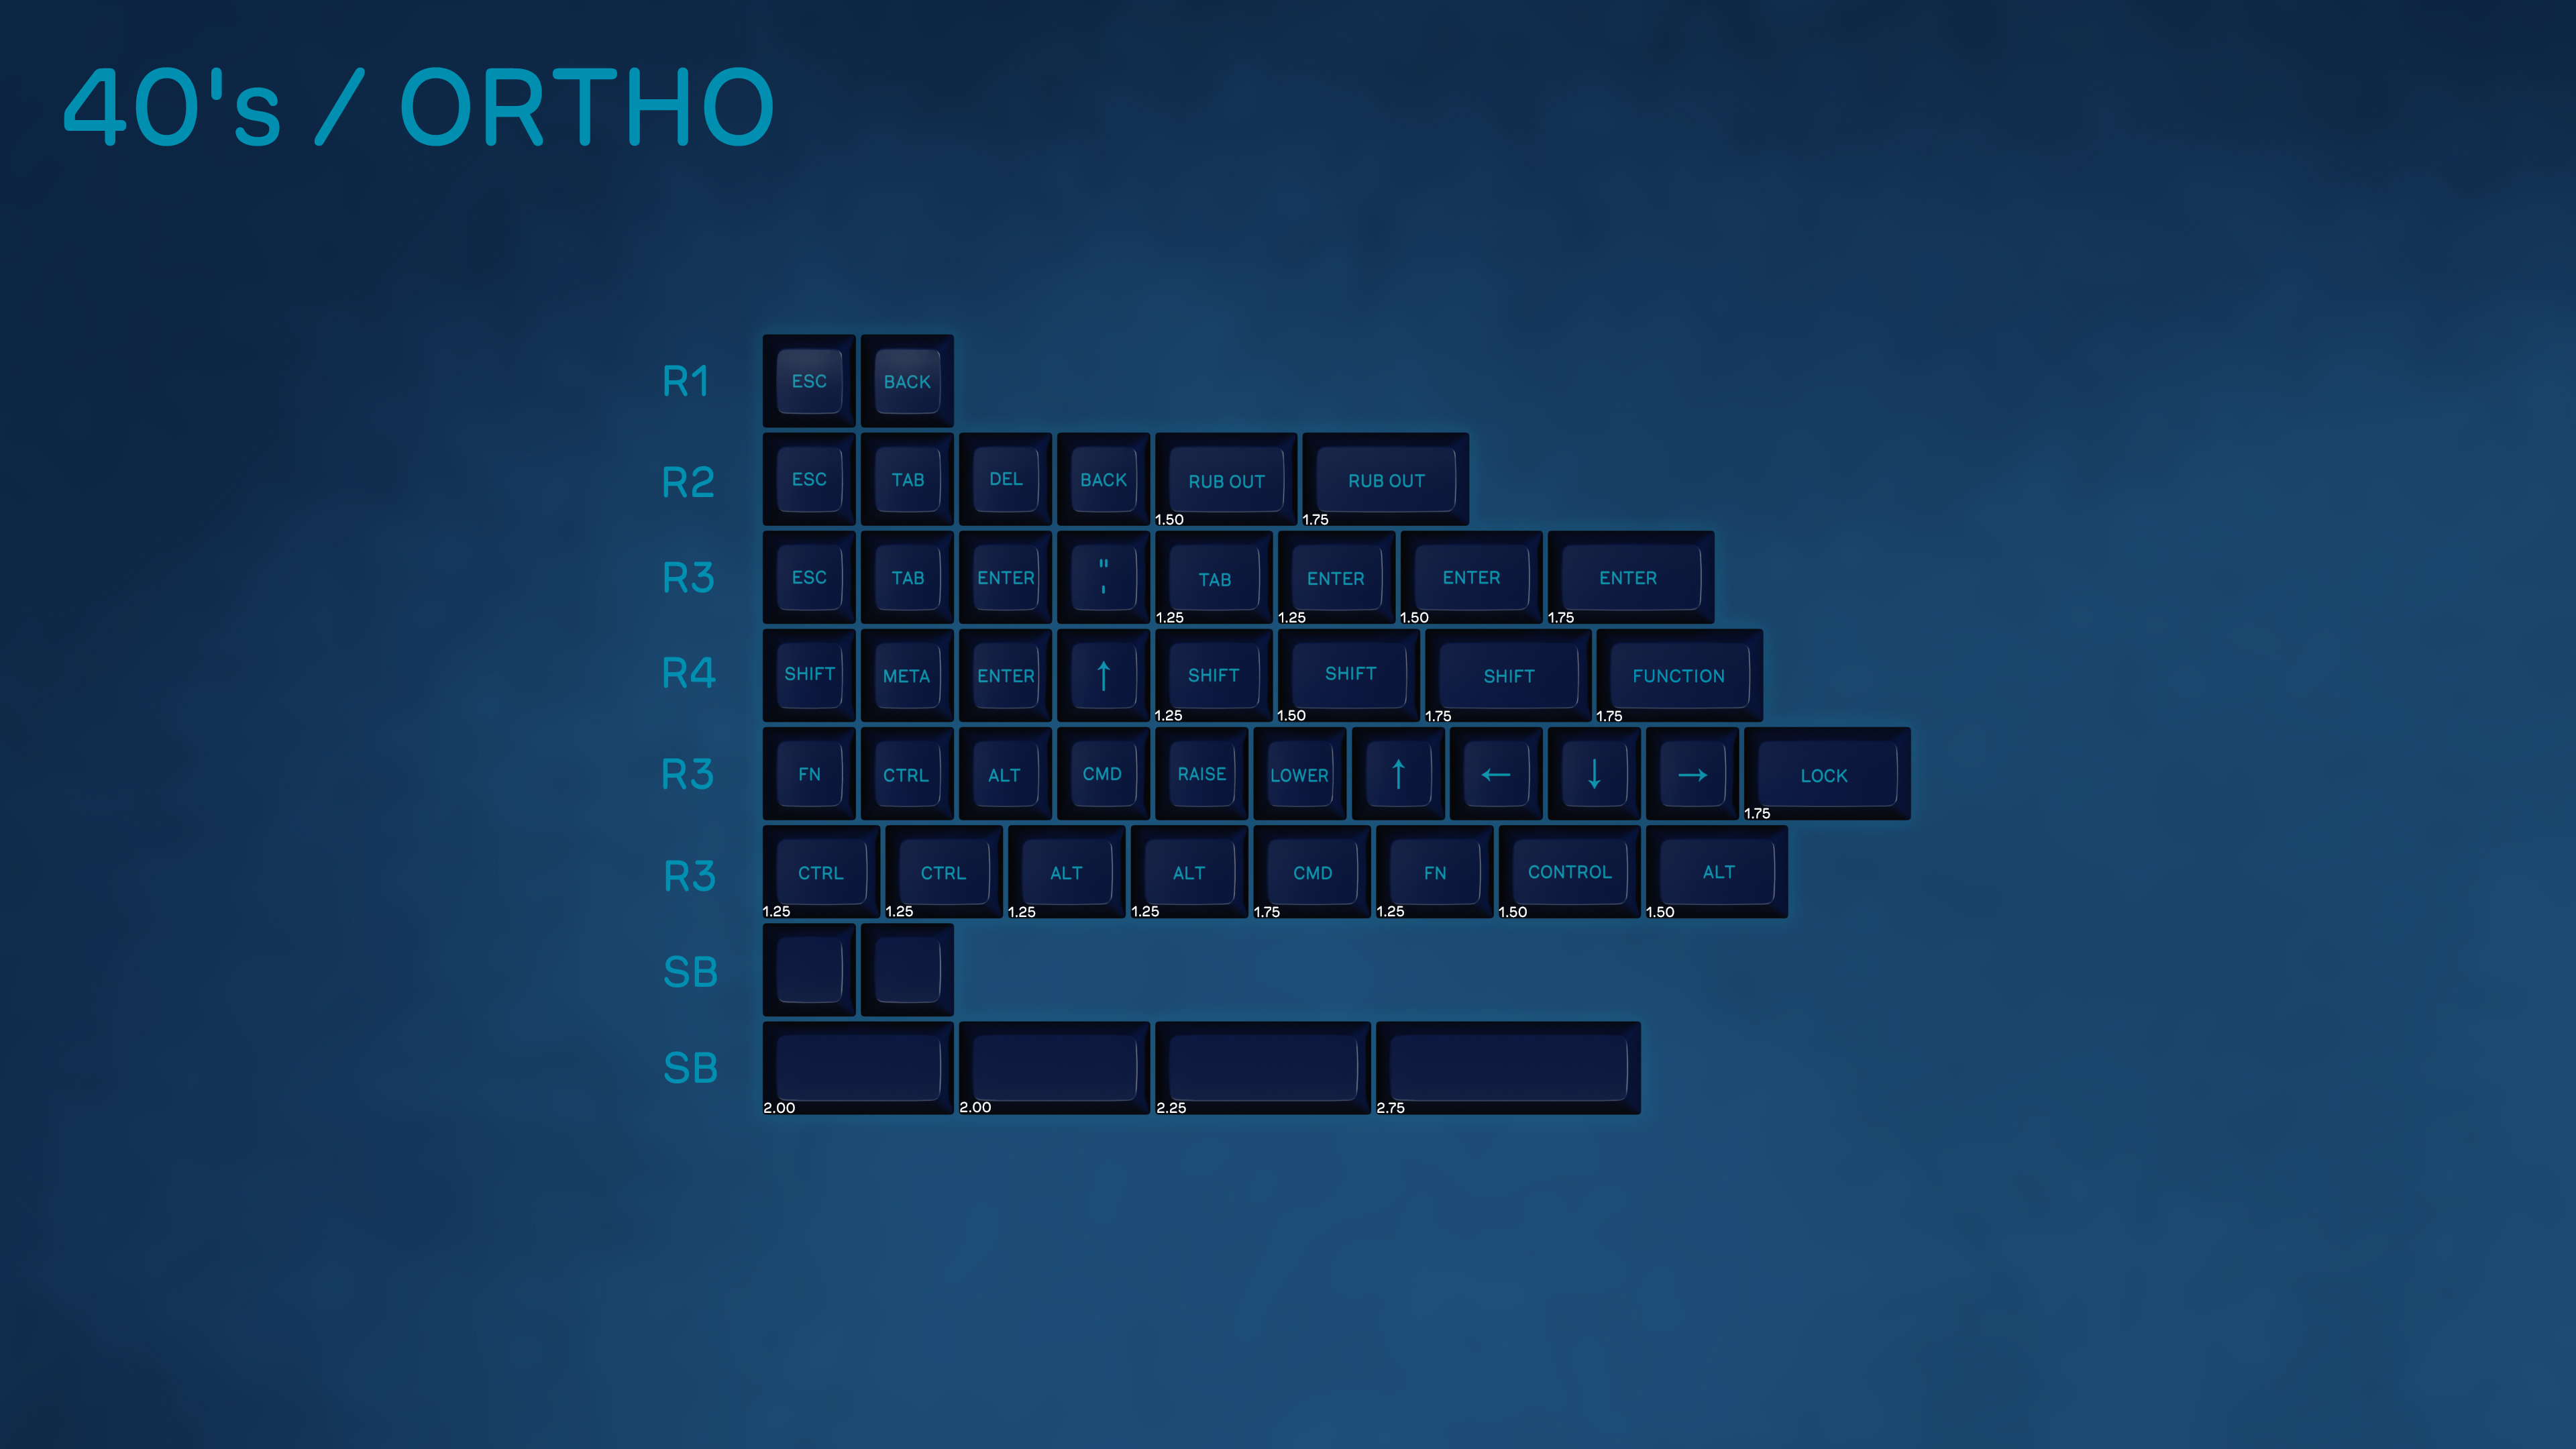 40's / ORTHO
R1 ESC BACK
R2 ESC TAB DEL BACK RUB OUT RUB OUT
1.50 1.75
R3 ESC TAB ENTER " ' TAB ENTER ENTER ENTER
1.25 1.25 1.50 1.75
R4 SHIFT META ENTER ↑ SHIFT SHIFT SHIFT FUNCTION
1.25 1.50 1.75 1.75
R3 FN CTRL ALT CMD RAISE LOWER ↑ ← ↓ → LOCK
1.75
R3 CTRL CTRL ALT ALT CMD FN CONTROL ALT
1.25 1.25 1.25 1.25 1.75 1.25 1.50 1.50
SB
SB
2.00 2.00 2.25 2.75